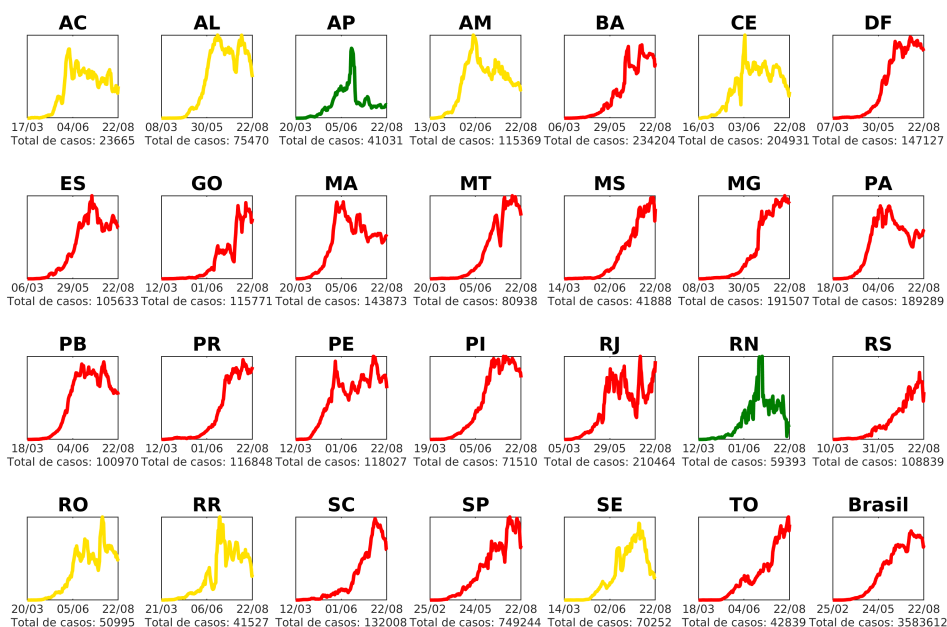 AC AL AP AM BA CE DF
17/03 04/06 22/08 08/03 30/05 22/08 20/03 05/06 22/08 13/03 02/06 22/08 06/03 29/05 22/08 16/03 03/06 22/08 07/03 30/05 22/08
Total de casos: 23665 Total de casos: 75470 Total de casos: 41031 Total de casos: 115369 Total de casos: 234204 Total de casos: 204931 Total de casos: 147127
ES GO MA MT MS MG PA
06/03 29/05 22/08 12/03 01/06 22/08 20/03 05/06 22/08 20/03 05/06 22/08 14/03 02/06 22/08 08/03 30/05 22/08 18/03 04/06 22/08
Total de casos: 105633 Total de casos: 115771 Total de casos: 143873 Total de casos: 80938 Total de casos: 41888 Total de casos: 191507 Total de casos: 189289
PB PR PE PI RJ RN RS
18/03 04/06 22/08 12/03 01/06 22/08 12/03 01/06 22/08 19/03 05/06 22/08 05/03 29/05 22/08 12/03 01/06 22/08 10/03 31/05 22/08
Total de casos: 100970 Total de casos: 116848 Total de casos: 118027 Total de casos: 71510 Total de casos: 210464 Total de casos: 59393 Total de casos: 108839
RO RR SC SP SE TO Brasil
20/03 05/06 22/08 21/03 06/06 22/08 12/03 01/06 22/08 25/02 24/05 22/08 14/03 02/06 22/08 18/03 04/06 22/08 25/02 24/05 22/08
Total de casos: 50995 Total de casos: 41527 Total de casos: 132008 Total de casos: 749244 Total de casos: 70252 Total de casos: 42839 Total de casos: 3583612